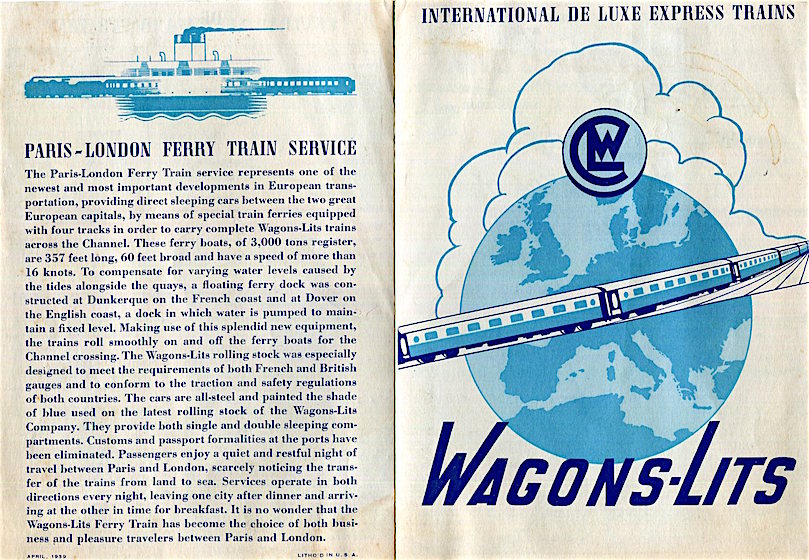 PARIS-LONDON FERRY TRAIN SERVICE
The Paris-London Ferry Train service represents one of the
newest and most important developments in European trans-
portation, providing direct sleeping cars between the two great
European capitals, by means of special train ferries equipped
with four tracks in order to carry complete Wagons-Lits trains
across the Channel. These ferry boats, of 3,000 tons register,
are 357 feet long, 60 feet broad and have a speed of more than
16 knots. To compensate for varying water levels caused by
the tides alongside the quays, a floating ferry dock was con-
structed at Dunkerque on the French coast and at Dover on
the English coast, a dock in which water is pumped to main-
tain a fixed level. Making use of this splendid new equipment,
the trains roll smoothly on and off the ferry boats for the
Channel crossing. The Wagons-Lits rolling stock was especially
designed to meet the requirements of both French and British
gauges and to conform to the traction and safety regulations
of both countries. The cars are all-steel and painted the shade
of blue used on the latest rolling stock of the Wagons-Lits
Company. They provide both single and double sleeping com-
partments. Customs and passport formalities at the ports have
been eliminated. Passengers enjoy a quiet and restful night of
travel between Paris and London, scarcely noticing the trans-
fer of the trains from land to sea. Services operate in both
directions every night, leaving one city after dinner and arriv-
ing at the other in time for breakfast. It is no wonder that the
Wagons-Lits Ferry Train has become the choice of both busi-
ness and pleasure travelers between Paris and London.
APRIL, 1939
LITHO'D IN U.S.A.
INTERNATIONAL DE LUXE EXPRESS TRAINS
CWL
WAGONS-LITS